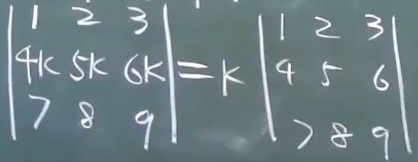 |1 2 3| |1 2 3|
|4K 5K 6K| = K |4 5 6|
|7 8 9| |7 8 9|